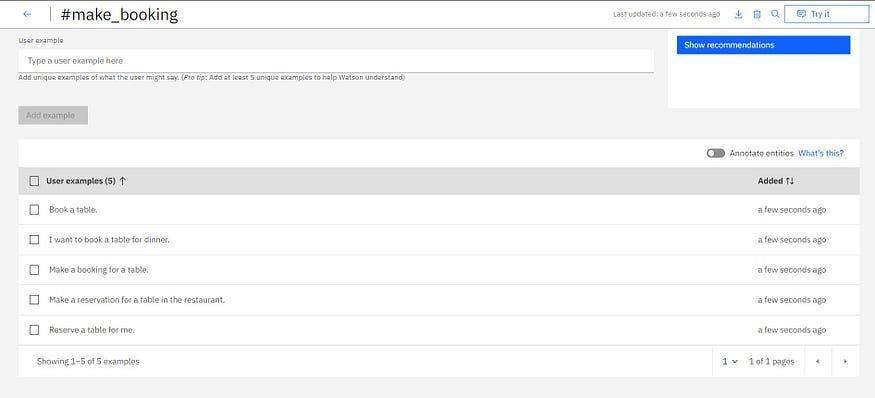 #make_booking
Last updated: a few seconds ago
Try it
User example
Type a user example here
Add unique examples of what the user might say. (Pro tip: Add at least 5 unique examples to help Watson understand)
Add example
Show recommendations
Annotate entities What's this?
User examples (5) ↑ Added ↑↓
Book a table. a few seconds ago
I want to book a table for dinner. a few seconds ago
Make a booking for a table. a few seconds ago
Make a reservation for a table in the restaurant. a few seconds ago
Reserve a table for me. a few seconds ago
Showing 1–5 of 5 examples 1 1 of 1 pages